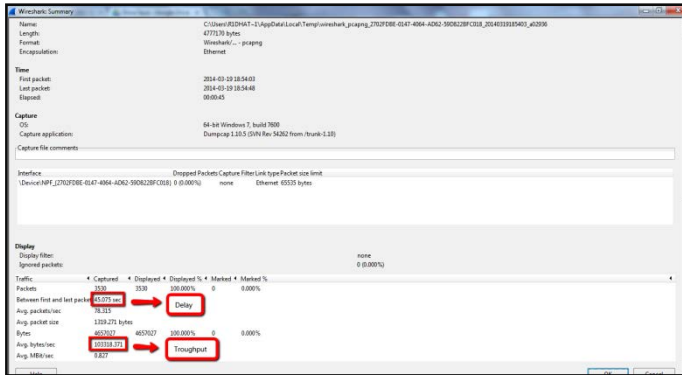 Wireshark: Summary
Name: C:\Users\R1DHAT~1\AppData\Local\Temp\wireshark_pcapng_2702FDBE-0147-4064-AD62-59D822BFC01B_20140319185403_a02936
Length: 4777170 bytes
Format: Wireshark/... - pcapng
Encapsulation: Ethernet
Time
First packet: 2014-03-19 18:54:03
Last packet: 2014-03-19 18:54:48
Elapsed: 00:00:45
Capture
OS: 64-bit Windows 7, build 7600
Capture application: Dumpcap 1.10.5 (SVN Rev 54262 from /trunk-1.10)
Capture file comments
Interface Dropped Packets Capture Filter Link type Packet size limit
\Device\NPF_{2702FDBE-0147-4064-AD62-59D822BFC01B} 0 (0.000%) none Ethernet 65535 bytes
Display
Display filter: none
Ignored packets: 0 (0.000%)
Traffic Captured Displayed Displayed % Marked Marked %
Packets 3530 3530 100.000% 0 0.000%
Between first and last packet 45.075 sec Delay
Avg. packets/sec 78.315
Avg. packet size 1319.271 bytes
Bytes 4657027 4657027 100.000% 0 0.000%
Avg. bytes/sec 103318.371 Troughput
Avg. MBit/sec 0.827
Help OK Cancel